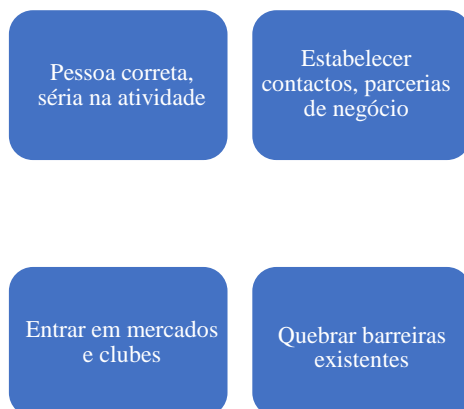 Pessoa correta,
séria na atividade
Estabelecer
contactos, parcerias
de negócio
Entrar em mercados
e clubes
Quebrar barreiras
existentes